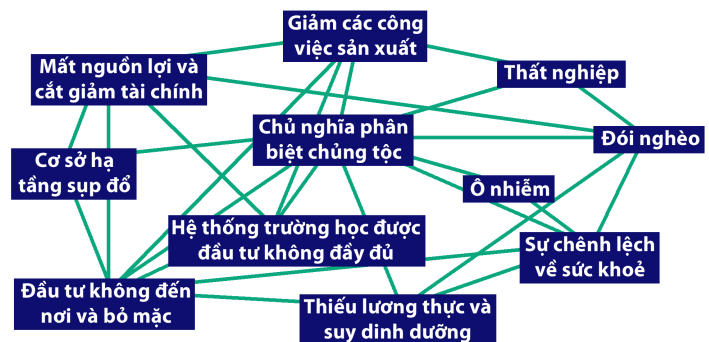 Giảm các công
việc sản xuất
Mất nguồn lợi và
cắt giảm tài chính
Thất nghiệp
Chủ nghĩa phân
biệt chủng tộc
Đói nghèo
Cơ sở hạ
tầng sụp đổ
Ô nhiễm
Hệ thống trường học được
đầu tư không đầy đủ
Sự chênh lệch
về sức khoẻ
Đầu tư không đến
nơi và bỏ mặc
Thiếu lương thực và
suy dinh dưỡng